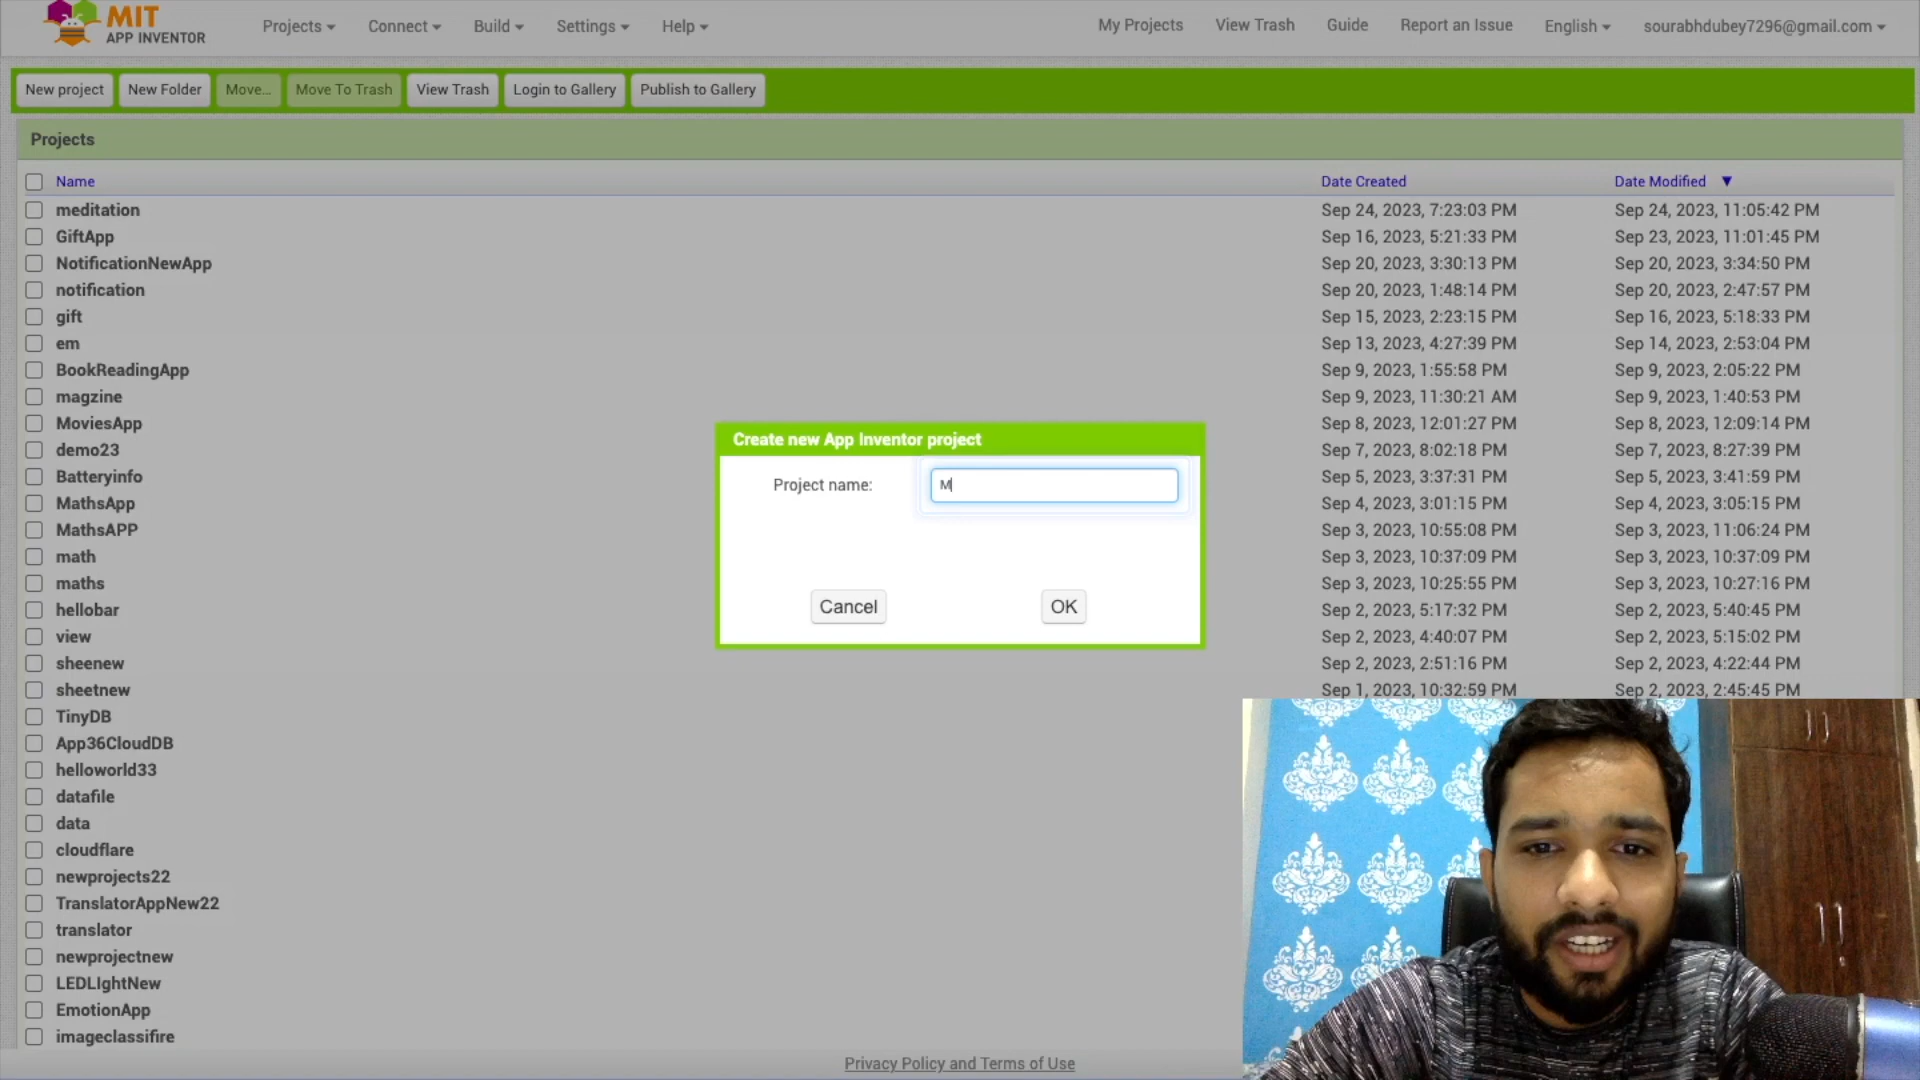 MIT
APP INVENTOR
Projects Connect Build Settings Help My Projects View Trash Guide Report an Issue English sourabhdubey7296@gmail.com
New project New Folder Move... Move To Trash View Trash Login to Gallery Publish to Gallery
Projects
Name Date Created Date Modified ▼
meditation Sep 24, 2023, 7:23:03 PM Sep 24, 2023, 11:05:42 PM
GiftApp Sep 16, 2023, 5:21:33 PM Sep 23, 2023, 11:01:45 PM
NotificationNewApp Sep 20, 2023, 3:30:13 PM Sep 20, 2023, 3:34:50 PM
notification Sep 20, 2023, 1:48:14 PM Sep 20, 2023, 2:47:57 PM
gift Sep 15, 2023, 2:23:15 PM Sep 16, 2023, 5:18:33 PM
em Sep 13, 2023, 4:27:39 PM Sep 14, 2023, 2:53:04 PM
BookReadingApp Sep 9, 2023, 1:55:58 PM Sep 9, 2023, 2:05:22 PM
magzine Sep 9, 2023, 11:30:21 AM Sep 9, 2023, 1:40:53 PM
MoviesApp Sep 8, 2023, 12:01:27 PM Sep 8, 2023, 12:09:14 PM
demo23 Sep 7, 2023, 8:02:18 PM Sep 7, 2023, 8:27:39 PM
Batteryinfo Sep 5, 2023, 3:37:31 PM Sep 5, 2023, 3:41:59 PM
MathsApp Sep 4, 2023, 3:01:15 PM Sep 4, 2023, 3:05:15 PM
MathsAPP Sep 3, 2023, 10:55:08 PM Sep 3, 2023, 11:06:24 PM
math Sep 3, 2023, 10:37:09 PM Sep 3, 2023, 10:37:09 PM
maths Sep 3, 2023, 10:25:55 PM Sep 3, 2023, 10:27:16 PM
hellobar Sep 2, 2023, 5:17:32 PM Sep 2, 2023, 5:40:45 PM
view Sep 2, 2023, 4:40:07 PM Sep 2, 2023, 5:15:02 PM
sheenew Sep 2, 2023, 2:51:16 PM Sep 2, 2023, 4:22:44 PM
sheetnew Sep 1, 2023, 10:32:59 PM Sep 2, 2023, 2:45:45 PM
TinyDB
App36CloudDB
helloworld33
datafile
data
cloudflare
newprojects22
TranslatorAppNew22
translator
newprojectnew
LEDLIghtNew
EmotionApp
imageclassifire
Create new App Inventor project
Project name: M
Cancel OK
Privacy Policy and Terms of Use